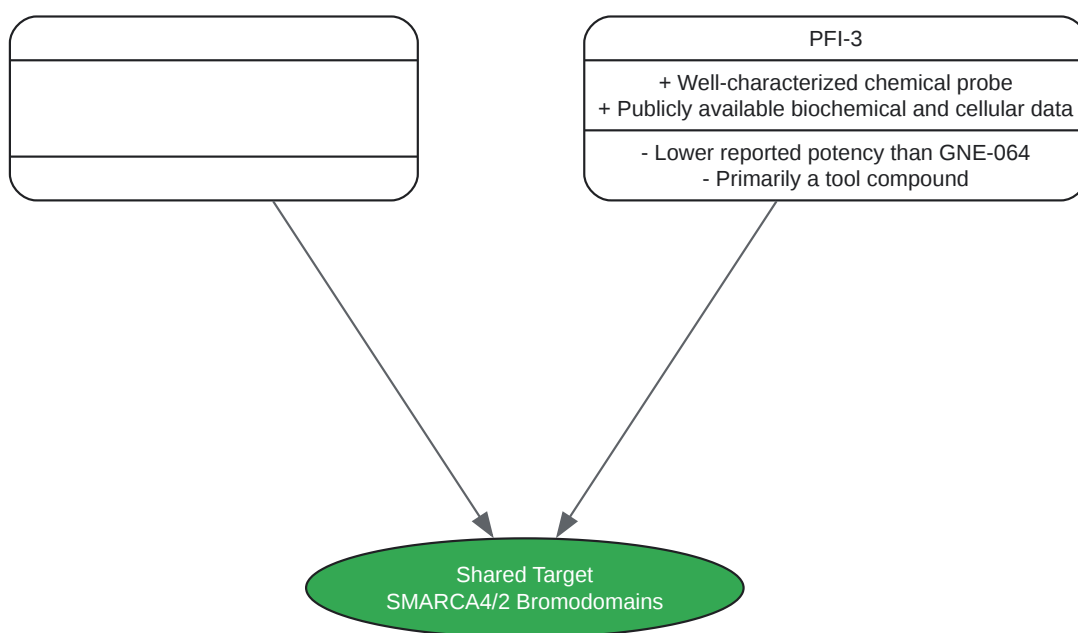 PFI-3
+ Well-characterized chemical probe
+ Publicly available biochemical and cellular data
- Lower reported potency than GNE-064
- Primarily a tool compound
Shared Target
SMARCA4/2 Bromodomains